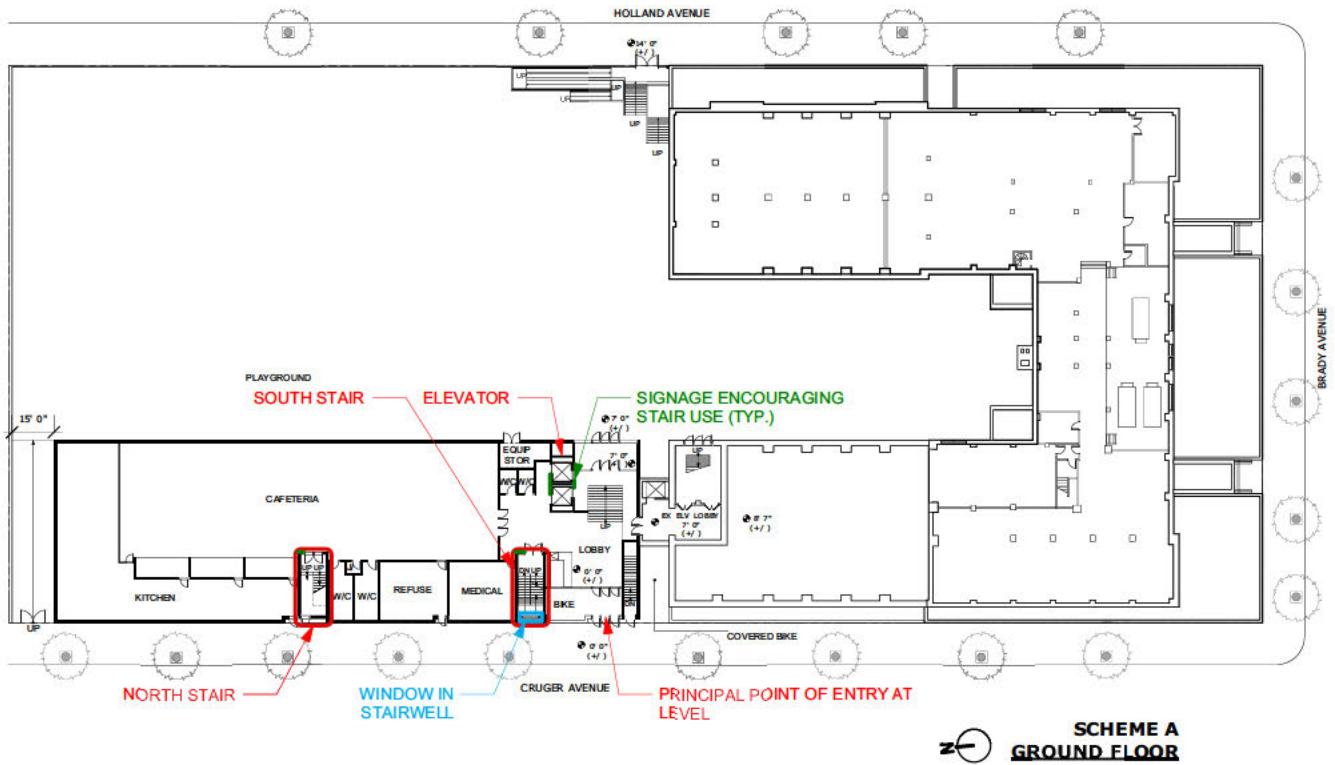 HOLLAND AVENUE
14' 0"
(+/ )
UP
UP
UP
UP
UP
BRADY AVENUE
PLAYGROUND
SOUTH STAIR
ELEVATOR
SIGNAGE ENCOURAGING
STAIR USE (TYP.)
15' 0"
7' 0"
(+/ )
EQUIP
STOR
7' 0"
(+/ )
UP
W/C
W/C
CAFETERIA
EX ELV LOBBY
7' 0"
(+/ )
8' 7"
(+/ )
UP
LOBBY
UP UP
DN UP
0' 0"
(+/ )
KITCHEN
W/C
W/C
REFUSE
MEDICAL
BIKE
DN
UP
COVERED BIKE
0' 0"
(+/ )
NORTH STAIR
WINDOW IN
STAIRWELL
CRUGER AVENUE
PRINCIPAL POINT OF ENTRY AT
LEVEL
SCHEME A
GROUND FLOOR
N